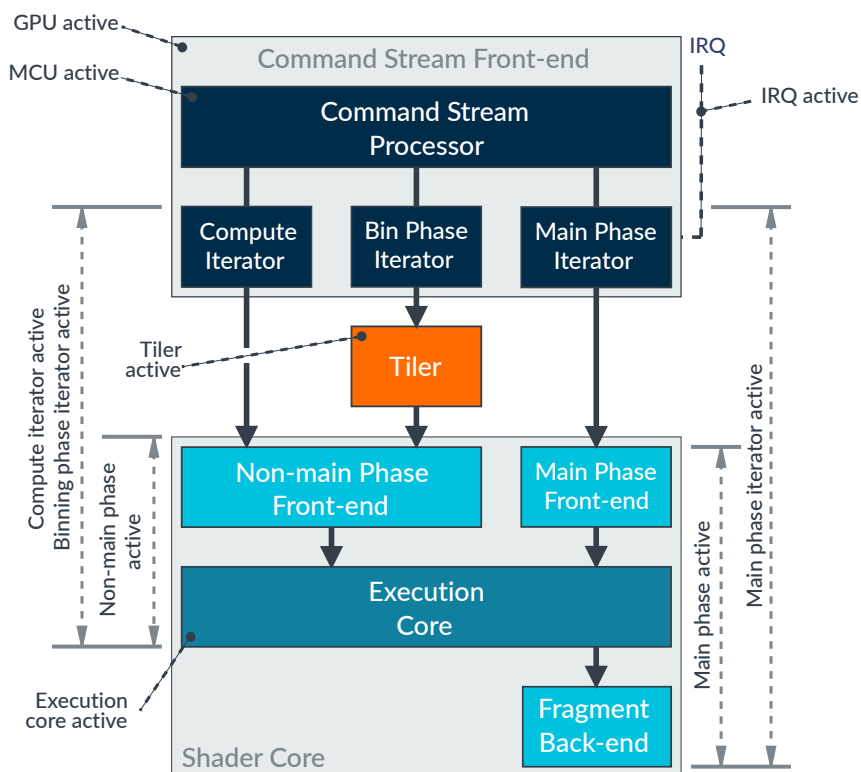 GPU active
Command Stream Front-end
IRQ
MCU active
IRQ active
Command Stream
Processor
Compute
Iterator
Bin Phase
Iterator
Main Phase
Iterator
Tiler
active
Tiler
Compute iterator active
Binning phase iterator active
Non-main phase
active
Non-main Phase
Front-end
Main Phase
Front-end
Main phase active
Main phase iterator active
Execution
Core
Execution
core active
Fragment
Back-end
Shader Core